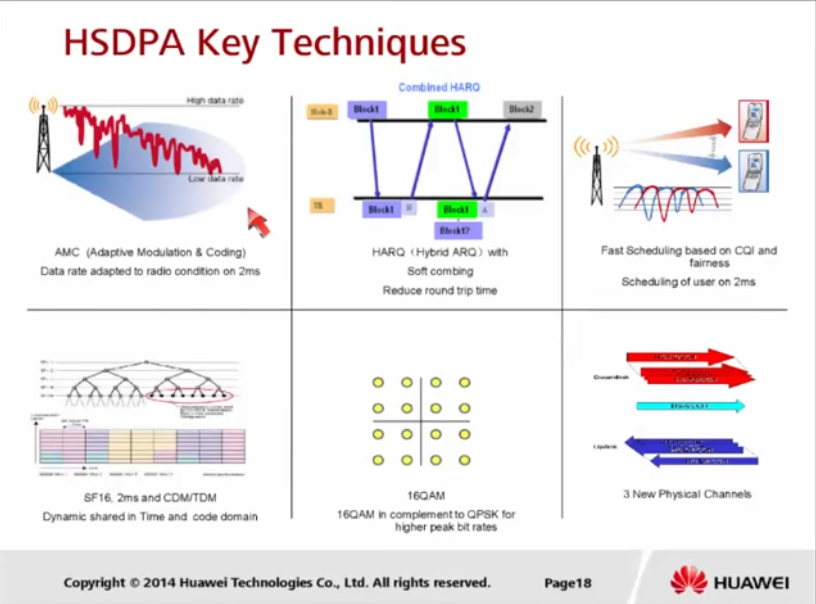 HSDPA Key Techniques
High data rate
Low data rate
AMC (Adaptive Modulation & Coding)
Data rate adapted to radio condition on 2ms
Combined HARQ
Block1
Block1
Block2
Block1
Block1
A
Block1?
HARQ (Hybrid ARQ) with
Soft combing
Reduce round trip time
Fast Scheduling based on CQI and
fairness
Scheduling of user on 2ms
SF16, 2ms and CDM/TDM
Dynamic shared in Time and code domain
16QAM
16QAM in complement to QPSK for
higher peak bit rates
Downlink
Uplink
3 New Physical Channels
Copyright © 2014 Huawei Technologies Co., Ltd. All rights reserved.
Page18
HUAWEI